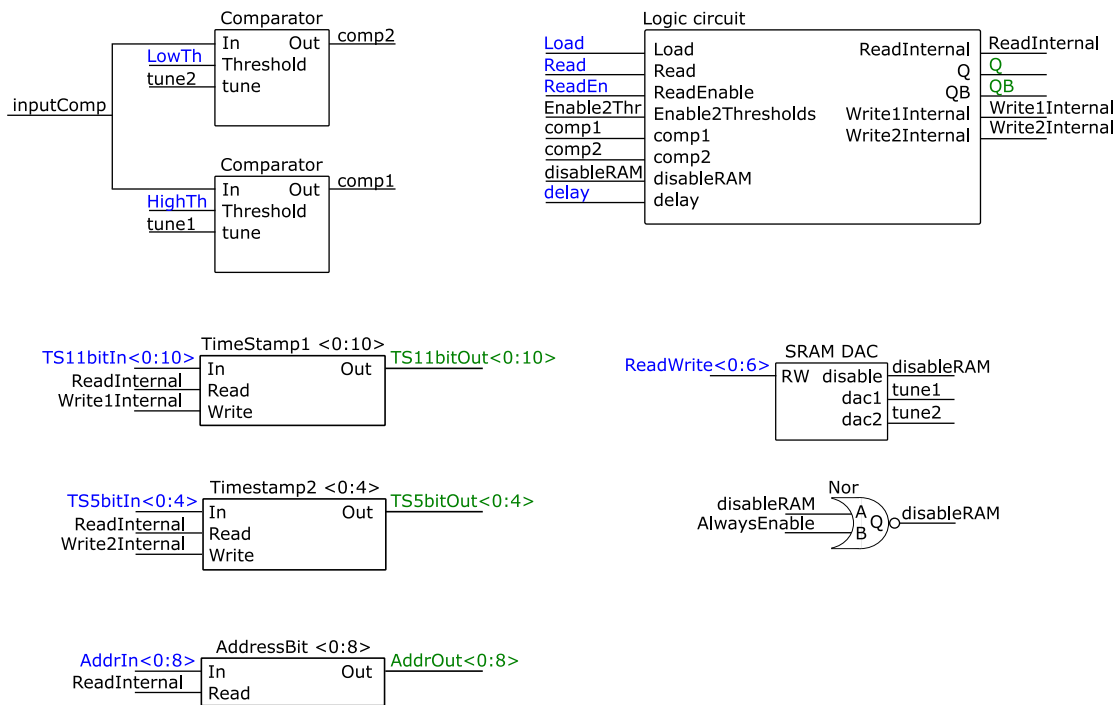 Comparator
In Out
Threshold
tune
LowTh
tune2
comp2
inputComp
Comparator
In Out
Threshold
tune
HighTh
tune1
comp1
Logic circuit
Load Load ReadInternal ReadInternal
Read Read Q Q
ReadEn ReadEnable QB QB
Enable2Thr Enable2Thresholds Write1Internal Write1Internal
comp1 comp1 Write2Internal Write2Internal
comp2 comp2
disableRAM disableRAM
delay delay
TimeStamp1 <0:10>
TS11bitIn<0:10> In Out TS11bitOut<0:10>
ReadInternal Read
Write1Internal Write
SRAM DAC
ReadWrite<0:6> RW disable disableRAM
dac1 tune1
dac2 tune2
Timestamp2 <0:4>
TS5bitIn<0:4> In Out TS5bitOut<0:4>
ReadInternal Read
Write2Internal Write
Nor
disableRAM A Q disableRAM
AlwaysEnable B
AddressBit <0:8>
AddrIn<0:8> In Out AddrOut<0:8>
ReadInternal Read